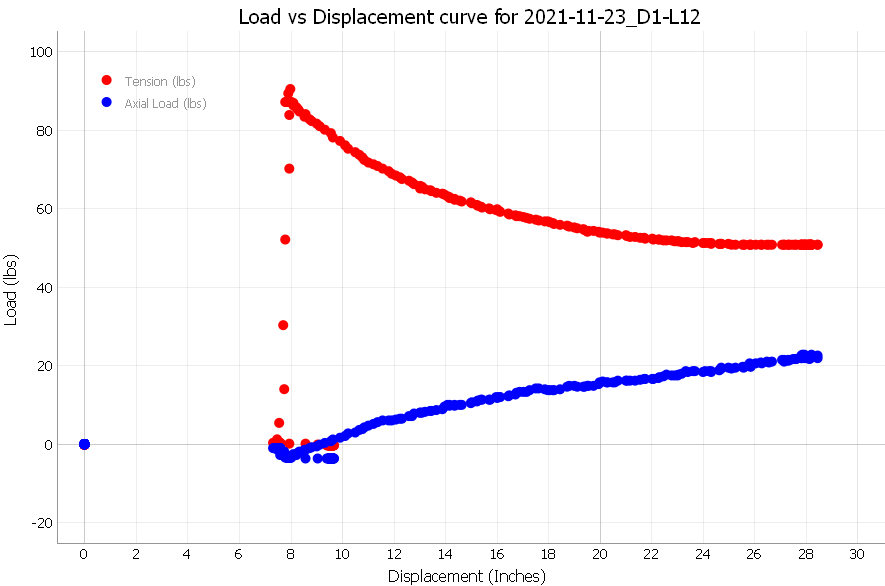 Load vs Displacement curve for 2021-11-23_D1-L12
100
Tension (lbs)
Axial Load (lbs)
80
60
Load (lbs)
40
20
0
-20
0 2 4 6 8 10 12 14 16 18 20 22 24 26 28 30
Displacement (Inches)